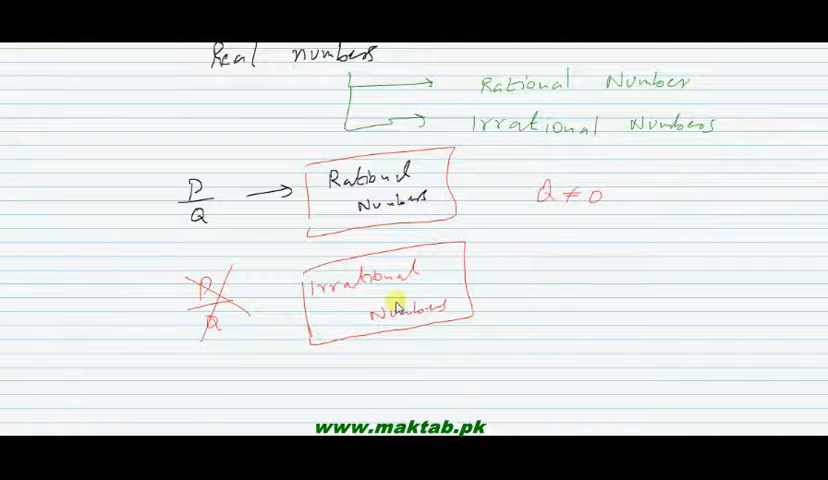 Real numbers
Rational Number
Irrational Numbers
P/Q → Rational Numbers Q ≠ 0
P/Q Irrational Numbers
www.maktab.pk